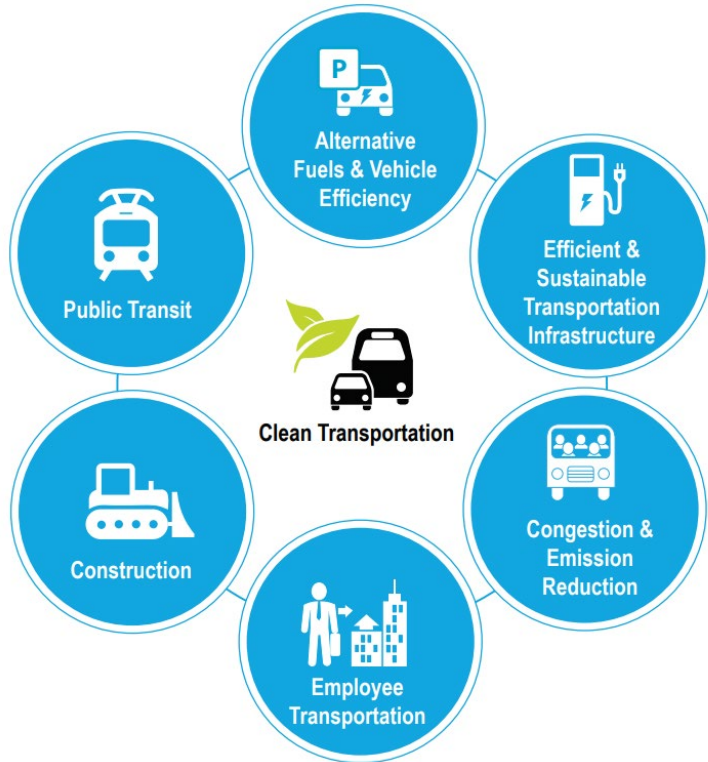 P
Alternative
Fuels & Vehicle
Efficiency
Efficient &
Sustainable
Transportation
Infrastructure
Congestion &
Emission
Reduction
Employee
Transportation
Construction
Public Transit
Clean Transportation